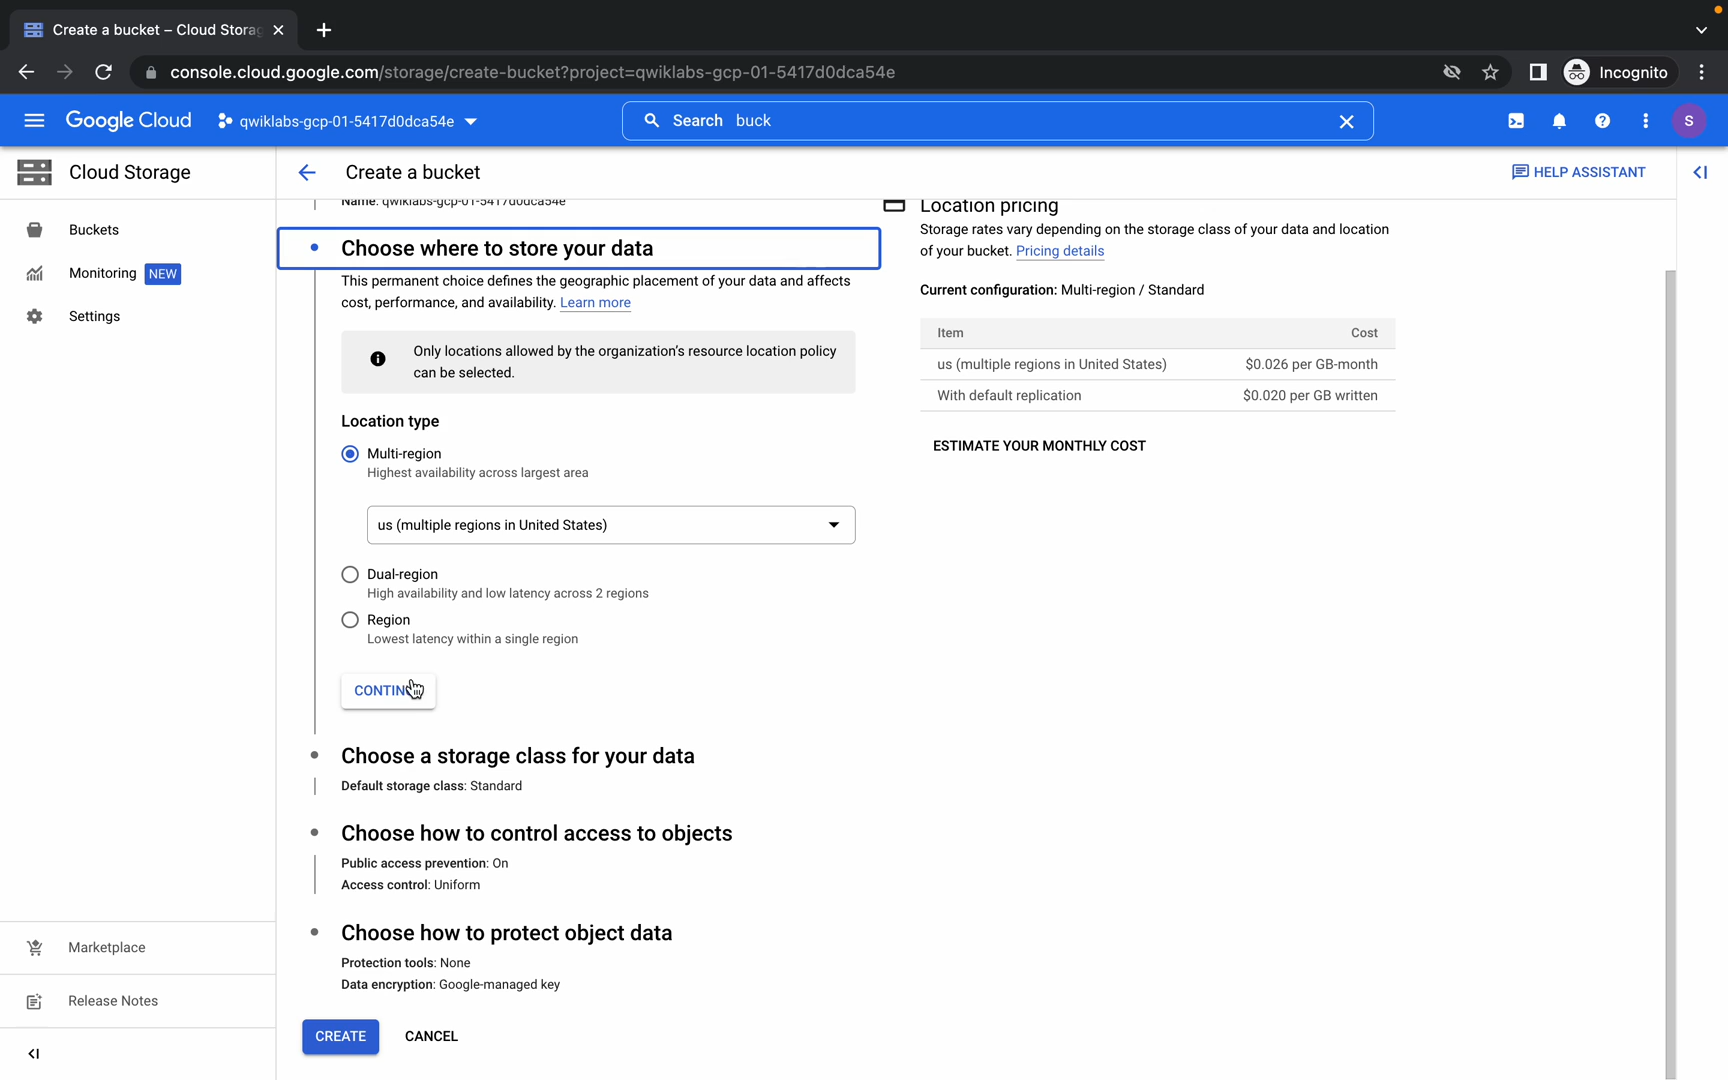 Create a bucket – Cloud Storag
console.cloud.google.com/storage/create-bucket?project=qwiklabs-gcp-01-5417d0dca54e
Incognito
Google Cloud
qwiklabs-gcp-01-5417d0dca54e
Search buck
S
Cloud Storage
Create a bucket
HELP ASSISTANT
Buckets
Monitoring NEW
Settings
Marketplace
Release Notes
Name: qwiklabs-gcp-01-5417d0dca54e
Choose where to store your data
This permanent choice defines the geographic placement of your data and affects
cost, performance, and availability. Learn more
Only locations allowed by the organization's resource location policy
can be selected.
Location type
Multi-region
Highest availability across largest area
us (multiple regions in United States)
Dual-region
High availability and low latency across 2 regions
Region
Lowest latency within a single region
Choose a storage class for your data
Default storage class: Standard
Choose how to control access to objects
Public access prevention: On
Access control: Uniform
Choose how to protect object data
Protection tools: None
Data encryption: Google-managed key
CREATE
CANCEL
Location pricing
Storage rates vary depending on the storage class of your data and location
of your bucket. Pricing details
Current configuration: Multi-region / Standard
Item Cost
us (multiple regions in United States) $0.026 per GB-month
With default replication $0.020 per GB written
ESTIMATE YOUR MONTHLY COST